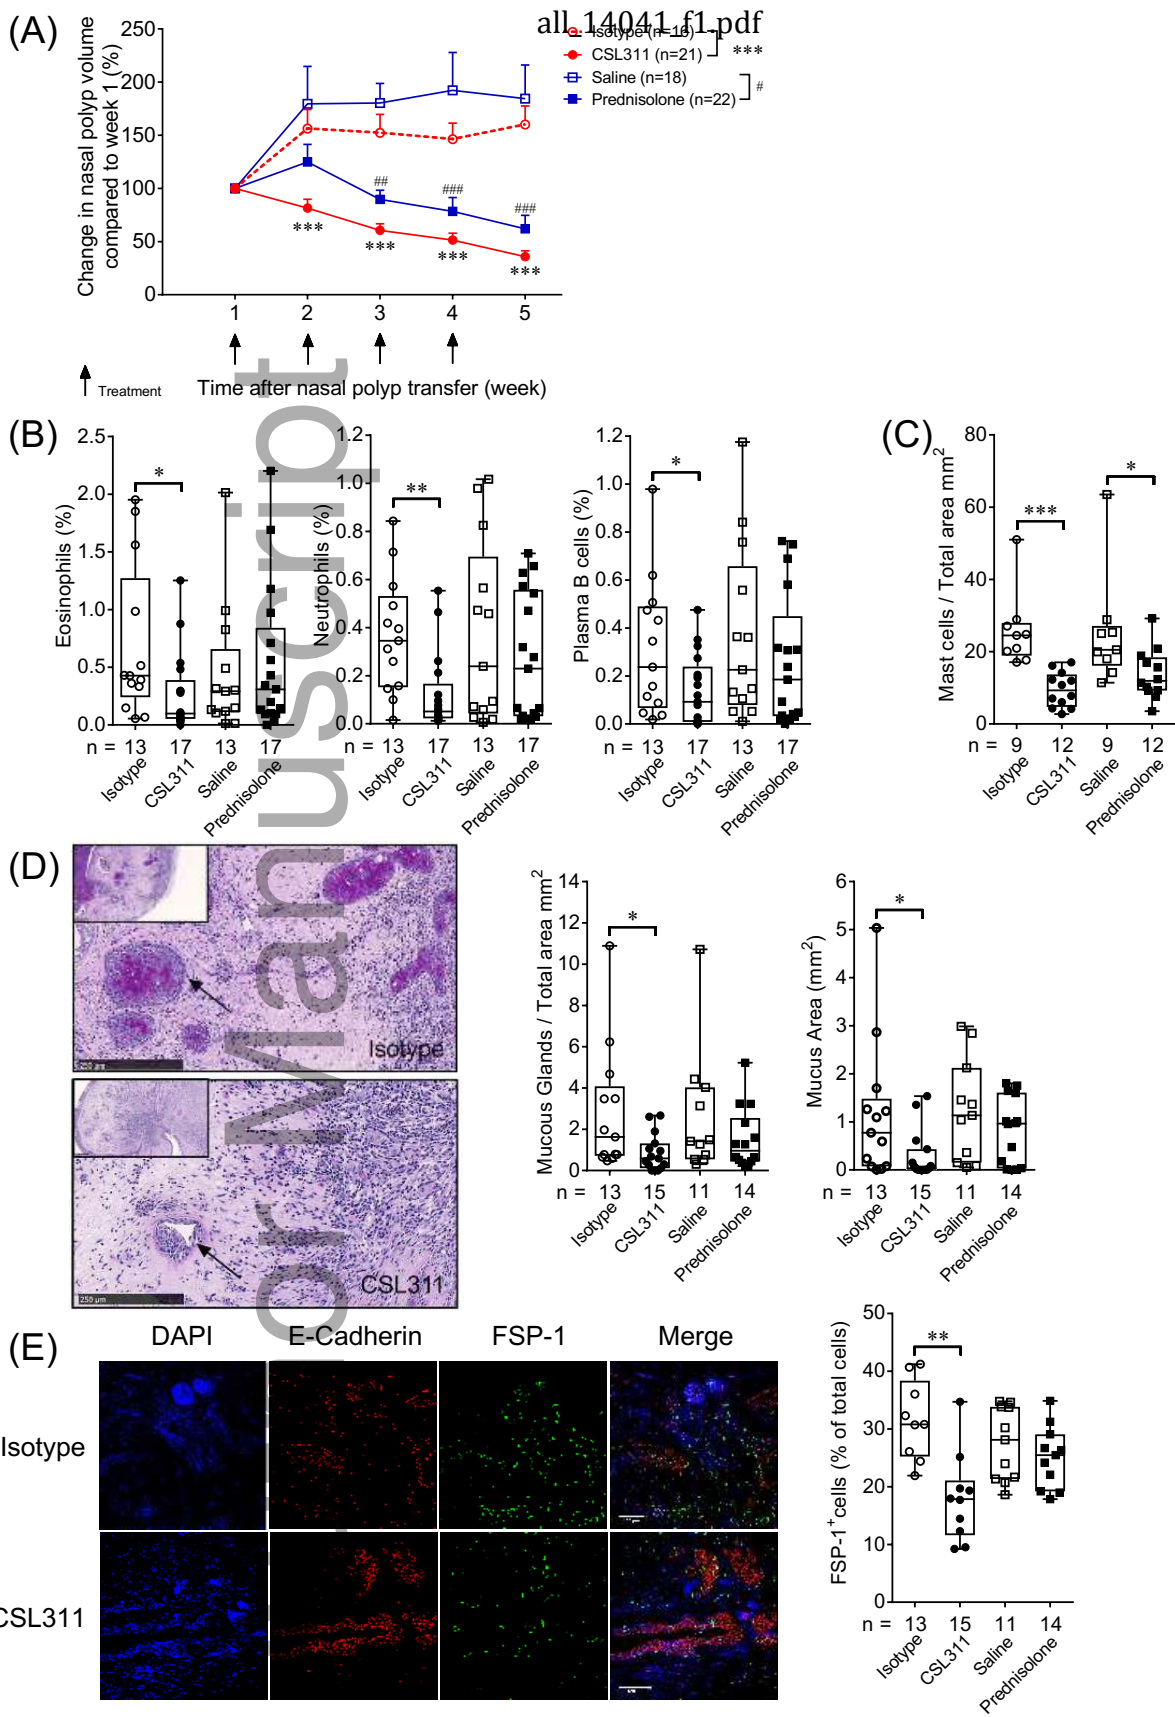 all_14041_f1.pdf
(A)
Change in nasal polyp volume
compared to week 1 (%)
250
200
150
100
50
0
1 2 3 4 5
Treatment
Time after nasal polyp transfer (week)
Isotype (n=16)
CSL311 (n=21)
***
Saline (n=18)
Prednisolone (n=22)
#
## ### ###
*** *** *** ***
(B)
Eosinophils (%)
2.5
2.0
1.5
1.0
0.5
0.0
*
n = 13 17 13 17
Isotype CSL311 Saline Prednisolone
Neutrophils (%)
1.2
1.0
0.8
0.6
0.4
0.2
0.0
**
13 17 13 17
Isotype CSL311 Saline Prednisolone
Plasma B cells (%)
1.2
1.0
0.8
0.6
0.4
0.2
0.0
*
13 17 13 17
Isotype CSL311 Saline Prednisolone
(C)
Mast cells / Total area mm²
80
60
40
20
0
*** *
n = 9 12 9 12
Isotype CSL311 Saline Prednisolone
(D)
Isotype
CSL311
250 µm
Mucous Glands / Total area mm²
14
12
10
8
6
4
2
0
*
n = 13 15 11 14
Isotype CSL311 Saline Prednisolone
Mucus Area (mm²)
6
5
4
3
2
1
0
*
n = 13 15 11 14
Isotype CSL311 Saline Prednisolone
(E)
DAPI E-Cadherin FSP-1 Merge
Isotype
CSL311
FSP-1⁺cells (% of total cells)
50
40
30
20
10
0
**
n = 13 15 11 14
Isotype CSL311 Saline Prednisolone
or Manuscript